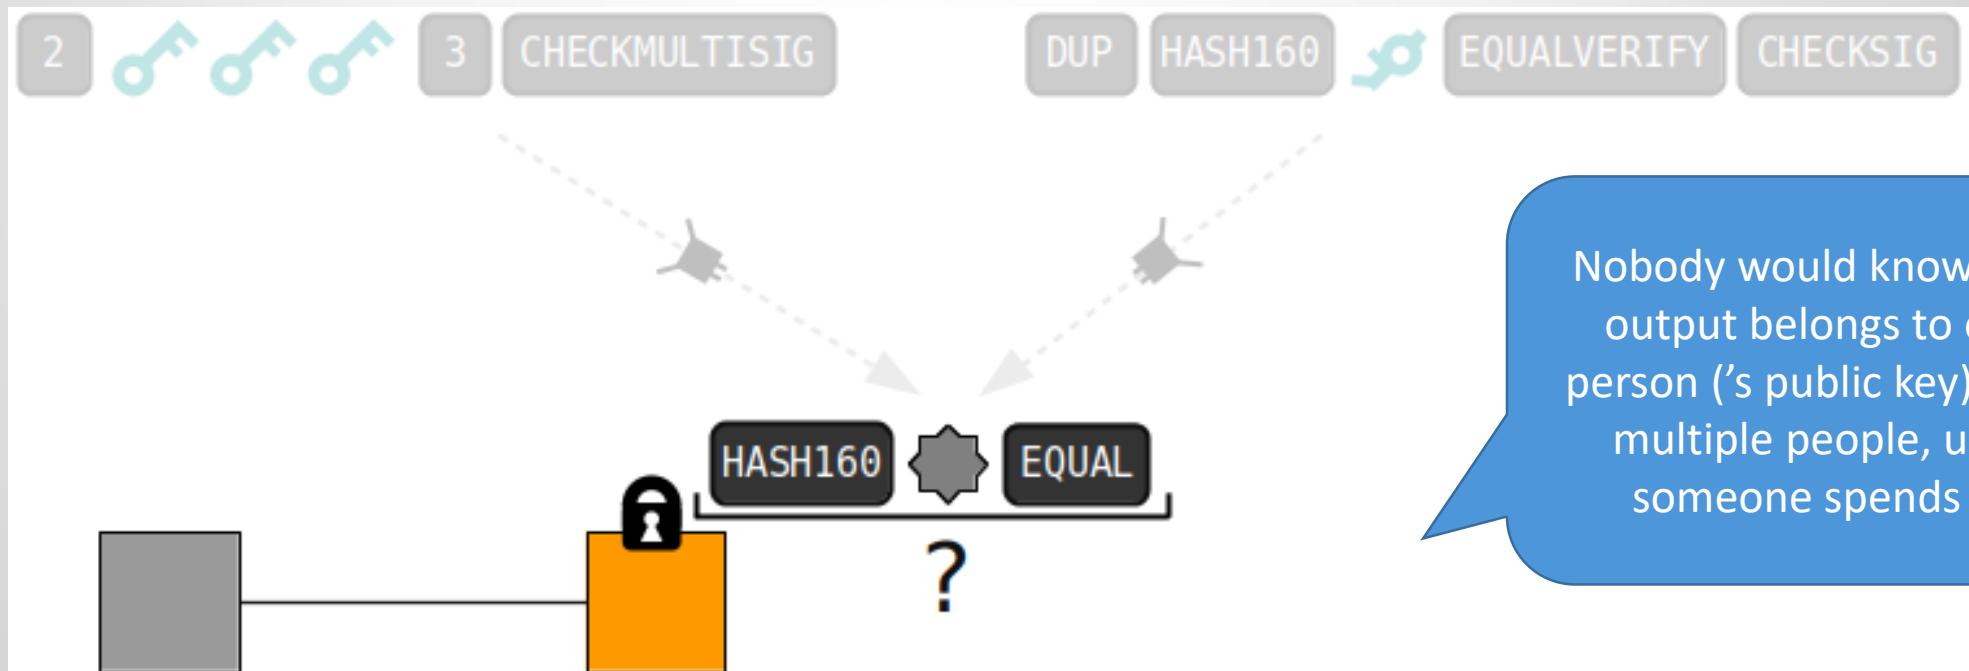 2 3 CHECKMULTISIG DUP HASH160 EQUALVERIFY CHECKSIG
Nobody would know
output belongs to
person ('s public key)
multiple people,
someone spends
HASH160 EQUAL
?